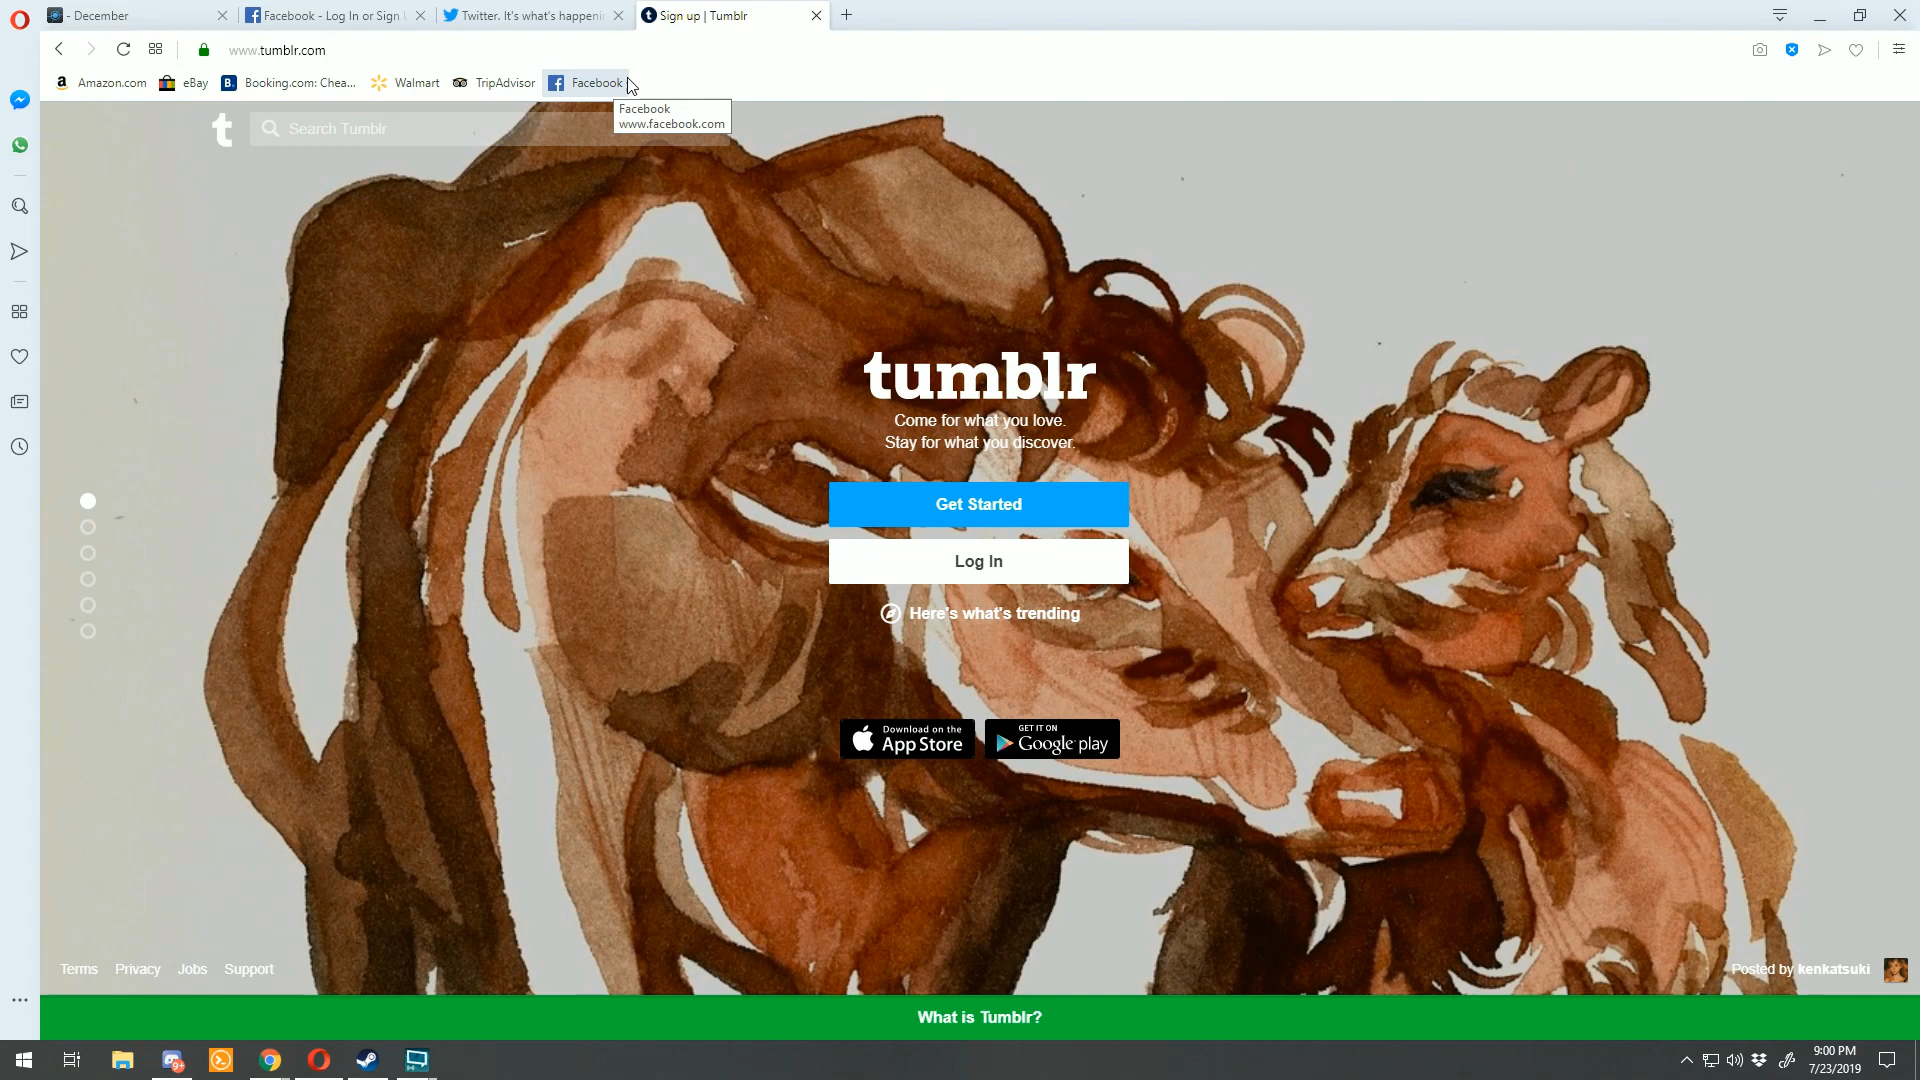 - December
Facebook - Log In or Sign
Twitter. It's what's happeni
Sign up | Tumblr
www.tumblr.com
Amazon.com
eBay
Booking.com: Chea...
Walmart
TripAdvisor
Facebook
Facebook
www.facebook.com
Search Tumblr
tumblr
Come for what you love.
Stay for what you discover.
Get Started
Log In
Here's what's trending
Download on the
App Store
GET IT ON
Google play
Terms
Privacy
Jobs
Support
Posted by kenkatsuki
What is Tumblr?
9+
9:00 PM
7/23/2019